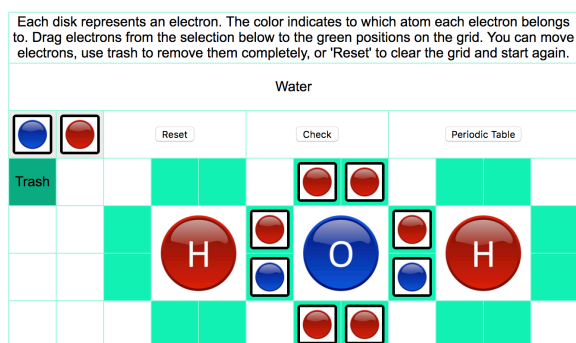 Each disk represents an electron. The color indicates to which atom each electron belongs
to. Drag electrons from the selection below to the green positions on the grid. You can move
electrons, use trash to remove them completely, or 'Reset' to clear the grid and start again.
Water
Reset Check Periodic Table
Trash
H O H